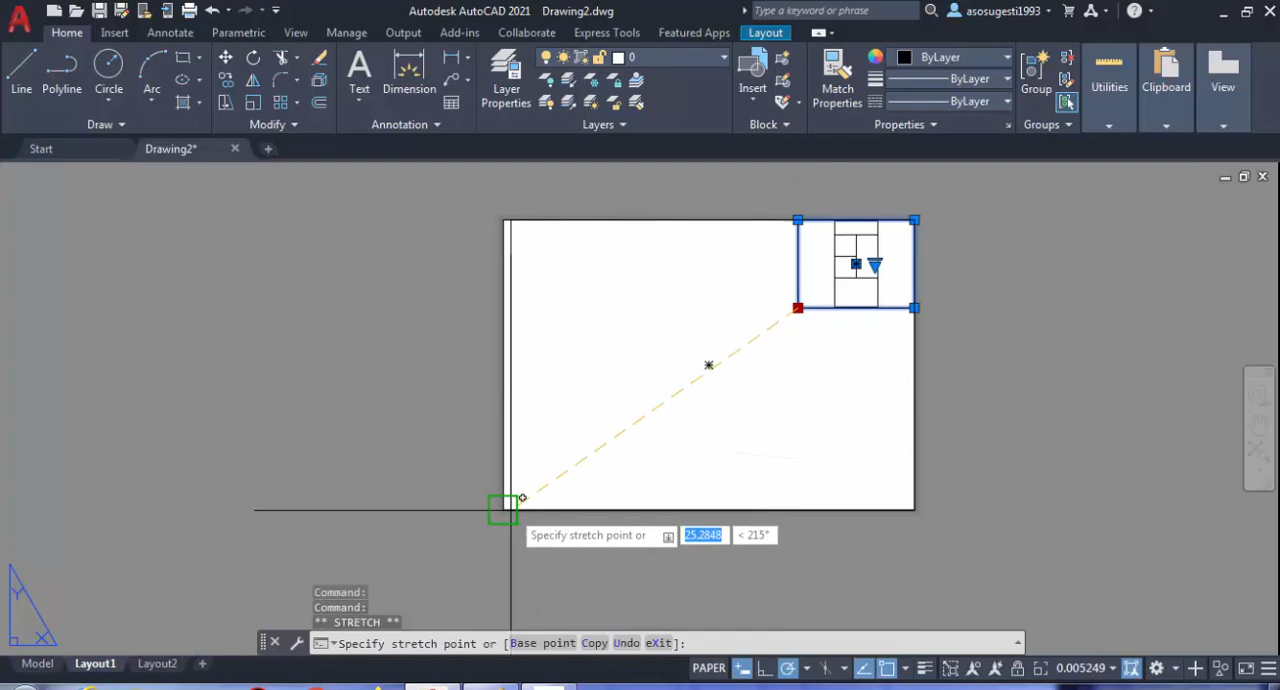 Autodesk AutoCAD 2021 Drawing2.dwg
Type a keyword or phrase
asosugesti1993
Home Insert Annotate Parametric View Manage Output Add-ins Collaborate Express Tools Featured Apps Layout
0
ByLayer
Line Polyline Circle Arc
Text Dimension
Layer Properties
Insert
Match Properties
ByLayer
ByLayer
Group
Utilities Clipboard View
Draw Modify Annotation Layers Block Properties Groups
Start Drawing2*
Specify stretch point or 25.2848 < 215°
Y
X
Command:
Command:
** STRETCH **
Specify stretch point or [Base point Copy Undo eXit]:
Model Layout1 Layout2
PAPER
0.005249